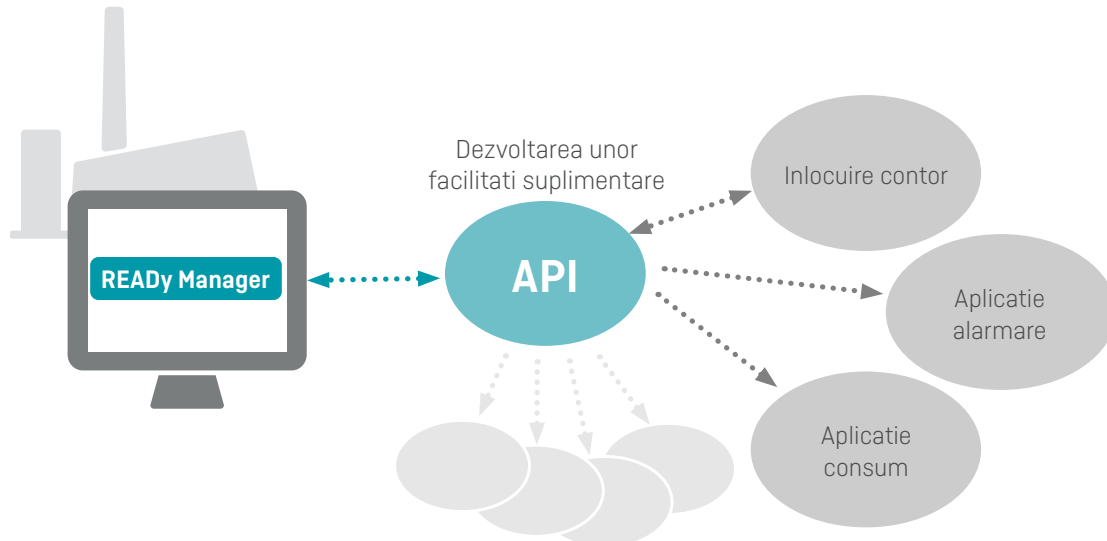 Dezvoltarea unor
facilitati suplimentare
READy Manager
API
Inlocuire contor
Aplicatie
alarmare
Aplicatie
consum